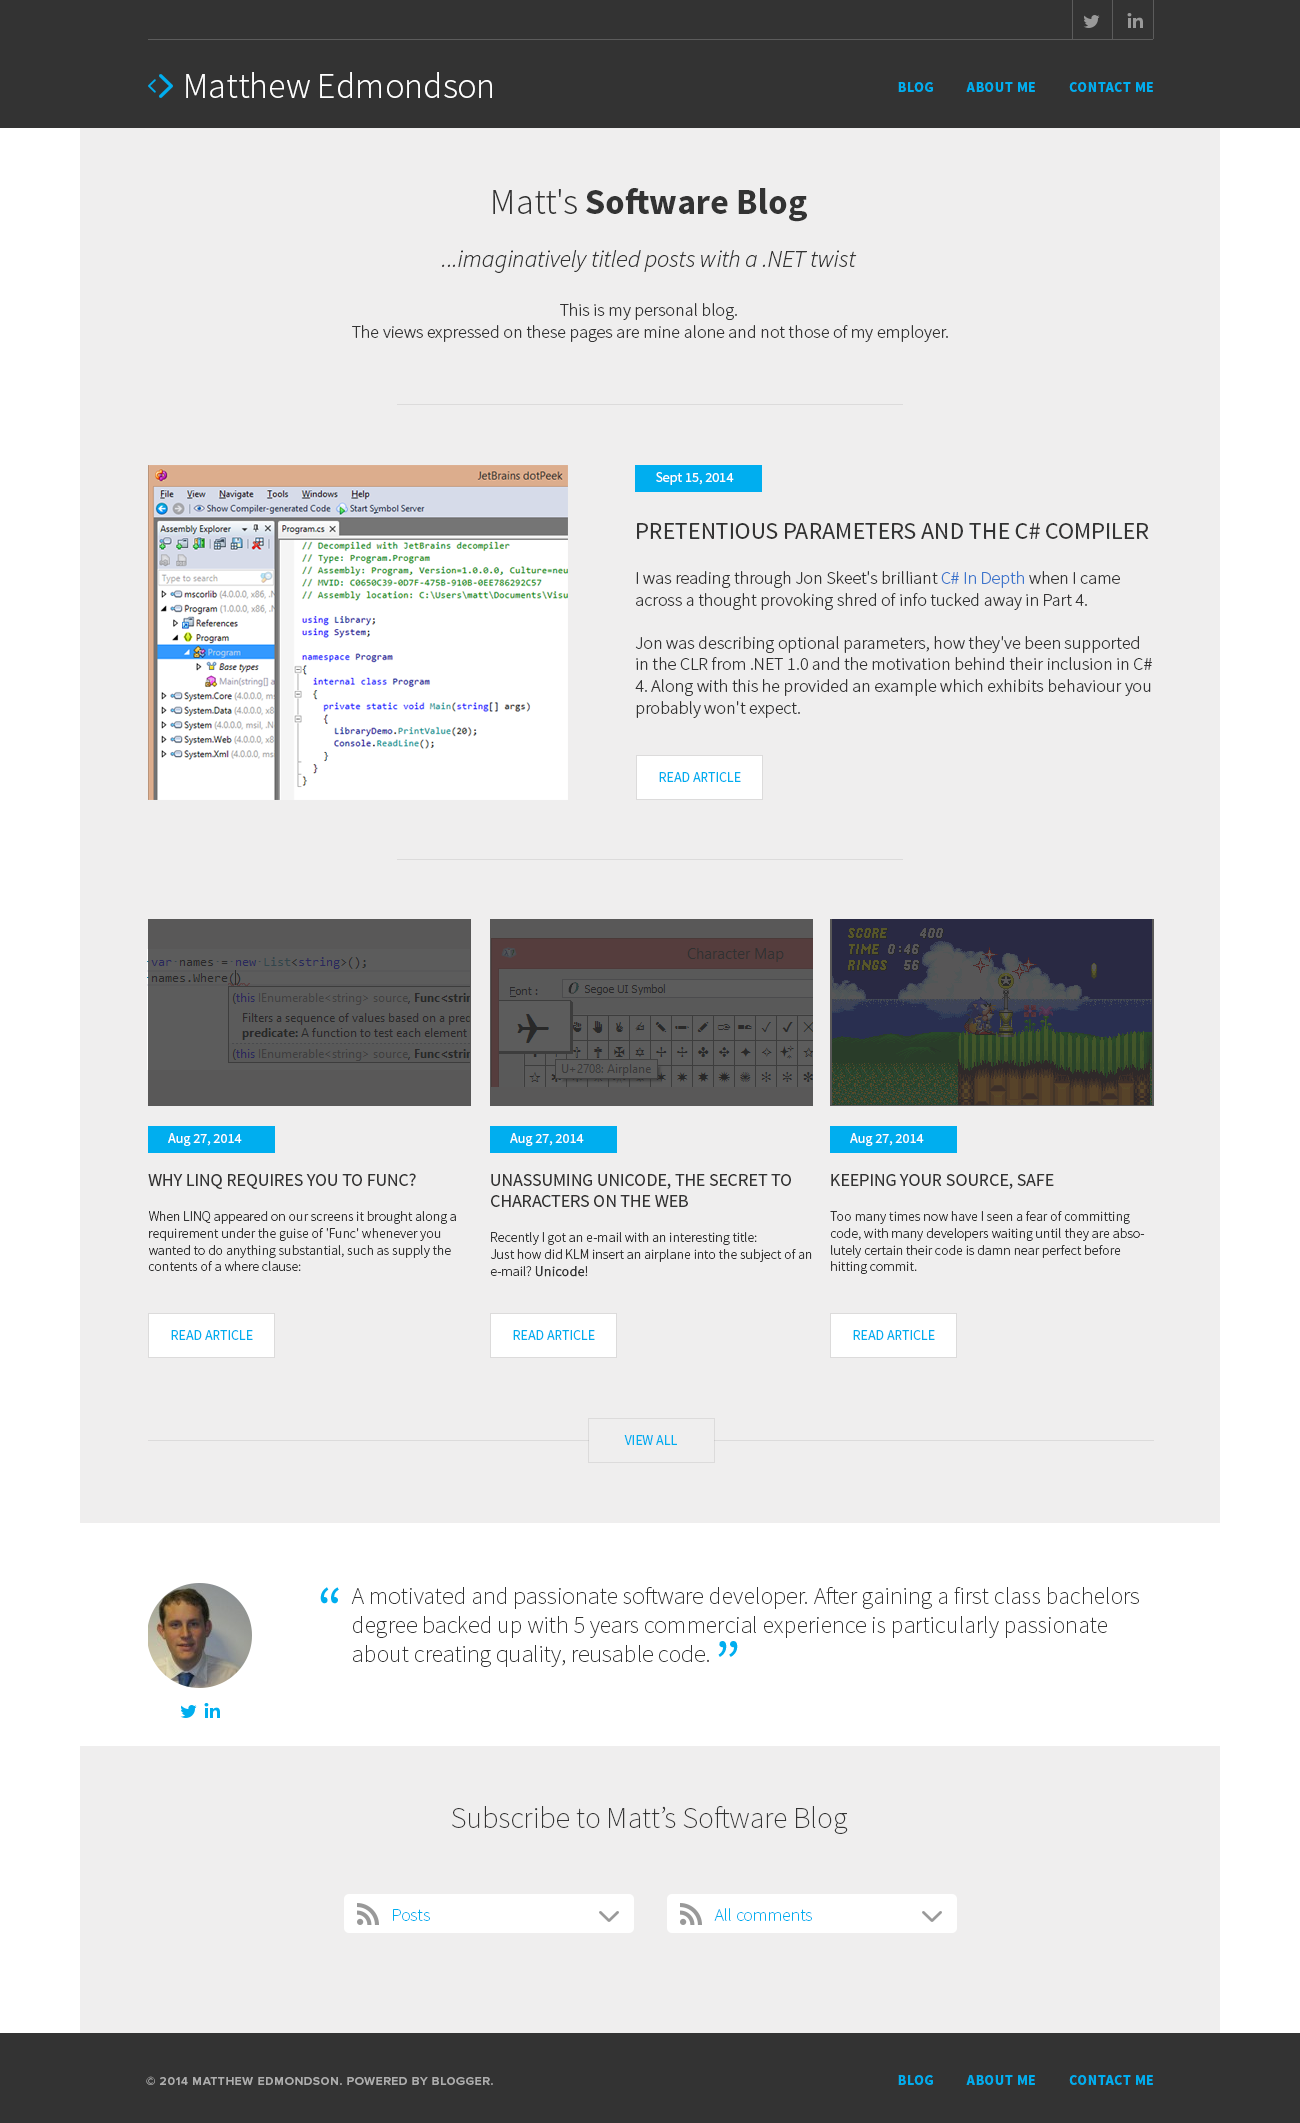 Matthew Edmondson
BLOG ABOUT ME CONTACT ME
Matt's Software Blog
...imaginatively titled posts with a .NET twist
This is my personal blog.
The views expressed on these pages are mine alone and not those of my employer.
JetBrains dotPeek
File View Navigate Tools Windows Help
Show Compiler-generated Code Start Symbol Server
Assembly Explorer
Type to search
mscorlib (4.0.0.0, x86, .N
Program (1.0.0.0, x86, .N
References
Program
Program
Base types
Main(string[] a
System.Core (4.0.0.0, ms
System.Data (4.0.0.0, x8
System (4.0.0.0, msil, .N
System.Web (4.0.0.0, x8
System.Xml (4.0.0.0, ms
Program.cs
// Decompiled with JetBrains decompiler
// Type: Program.Program
// Assembly: Program, Version=1.0.0.0, Culture=neu
// MVID: C0650C39-0D7F-475B-910B-0EE786292C57
// Assembly location: C:\Users\matt\Documents\Visu
using Library;
using System;
namespace Program
{
internal class Program
{
private static void Main(string[] args)
{
LibraryDemo.PrintValue(20);
Console.ReadLine();
}
}
}
Sept 15, 2014
PRETENTIOUS PARAMETERS AND THE C# COMPILER
I was reading through Jon Skeet's brilliant C# In Depth when I came
across a thought provoking shred of info tucked away in Part 4.
Jon was describing optional parameters, how they've been supported
in the CLR from .NET 1.0 and the motivation behind their inclusion in C#
4. Along with this he provided an example which exhibits behaviour you
probably won't expect.
READ ARTICLE
var names = new List<string>();
names.Where()
(this IEnumerable<string> source, Func<strin
Filters a sequence of values based on a pred
predicate: A function to test each element
(this IEnumerable<string> source, Func<strin
Aug 27, 2014
WHY LINQ REQUIRES YOU TO FUNC?
When LINQ appeared on our screens it brought along a
requirement under the guise of 'Func' whenever you
wanted to do anything substantial, such as supply the
contents of a where clause:
READ ARTICLE
Character Map
Font : O Segoe UI Symbol
U+2708: Airplane
Aug 27, 2014
UNASSUMING UNICODE, THE SECRET TO
CHARACTERS ON THE WEB
Recently I got an e-mail with an interesting title:
Just how did KLM insert an airplane into the subject of an
e-mail? Unicode!
READ ARTICLE
SCORE 400
TIME 0:46
RINGS 56
Aug 27, 2014
KEEPING YOUR SOURCE, SAFE
Too many times now have I seen a fear of committing
code, with many developers waiting until they are abso-
lutely certain their code is damn near perfect before
hitting commit.
READ ARTICLE
VIEW ALL
“ A motivated and passionate software developer. After gaining a first class bachelors
degree backed up with 5 years commercial experience is particularly passionate
about creating quality, reusable code. ”
Subscribe to Matt’s Software Blog
Posts
All comments
© 2014 MATTHEW EDMONDSON. POWERED BY BLOGGER.
BLOG ABOUT ME CONTACT ME